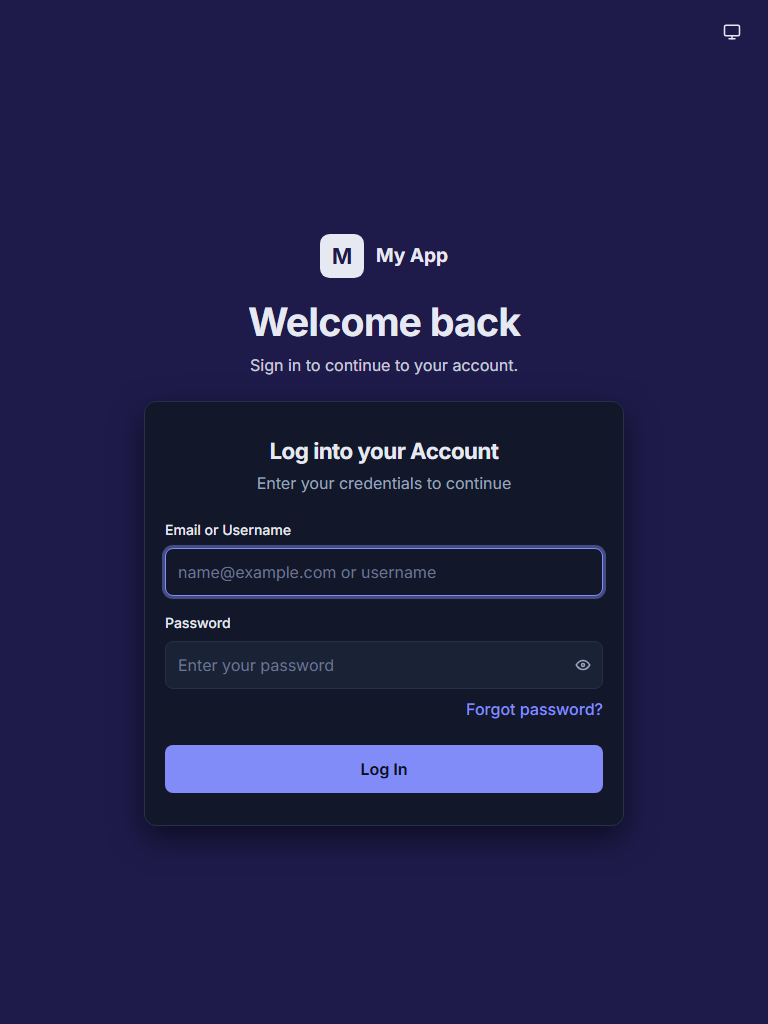 M My App
Welcome back
Sign in to continue to your account.
Log into your Account
Enter your credentials to continue
Email or Username
name@example.com or username
Password
Enter your password
Forgot password?
Log In